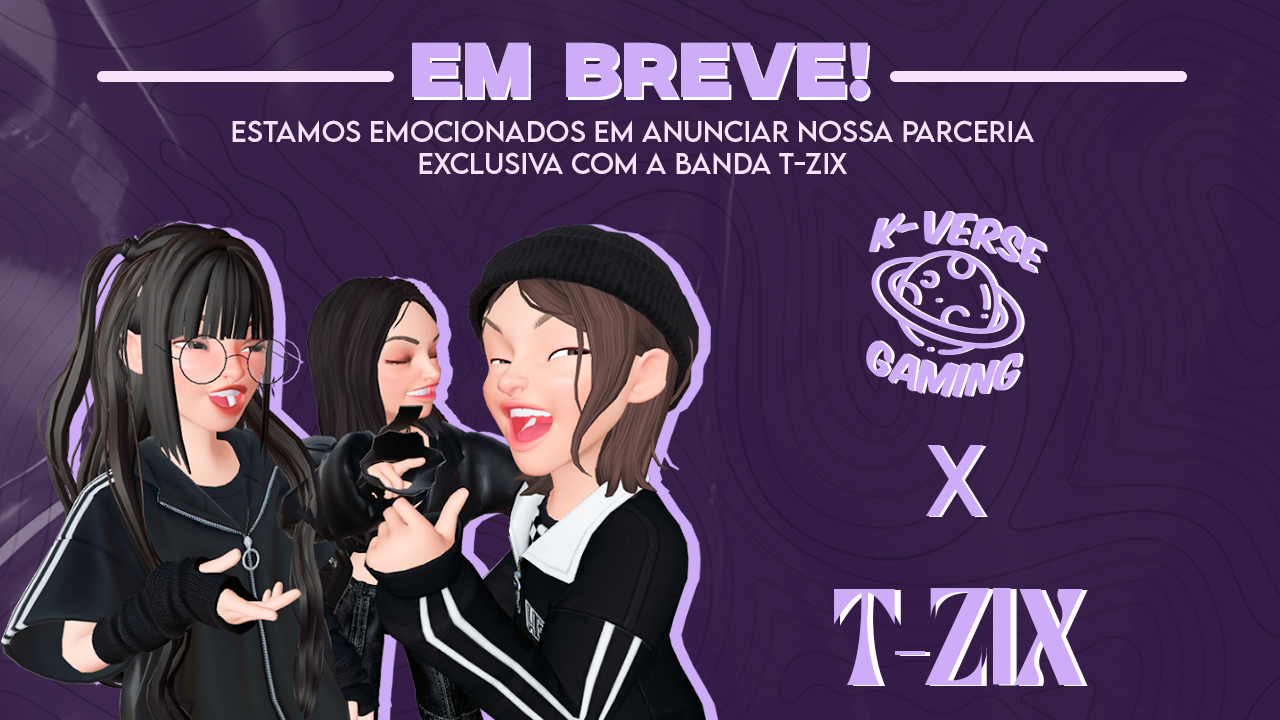 EM BREVE!
ESTAMOS EMOCIONADOS EM ANUNCIAR NOSSA PARCERIA
EXCLUSIVA COM A BANDA T-ZIX
K-VERSE
GAMING
X
T-ZIX